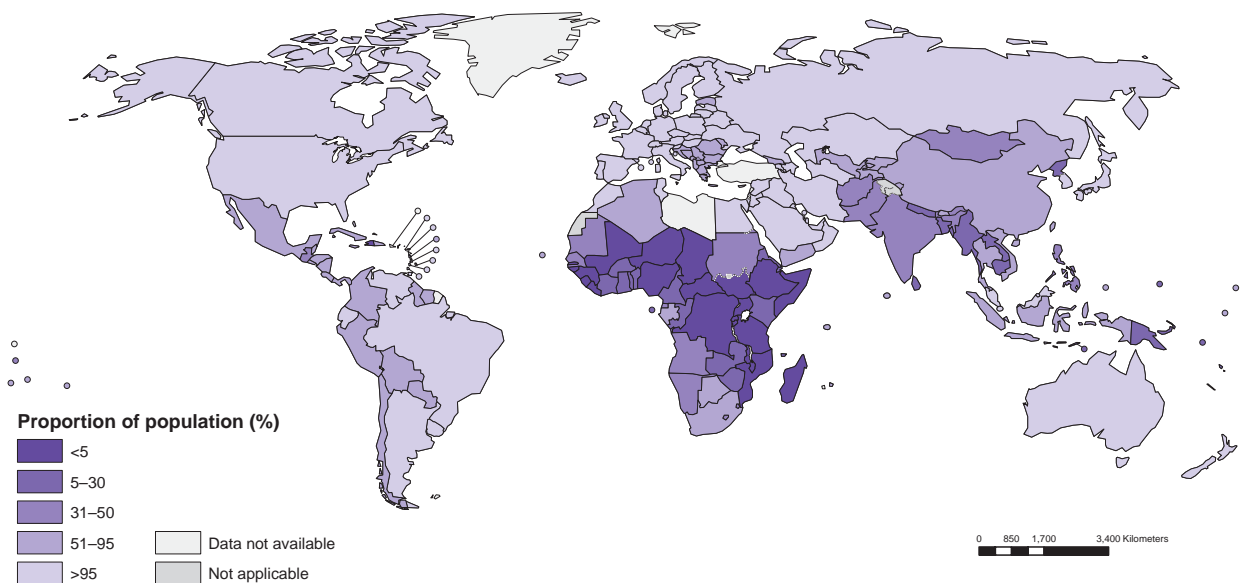 Proportion of population (%)
<5
5–30
31–50
51–95
>95
Data not available
Not applicable
0 850 1,700 3,400 Kilometers